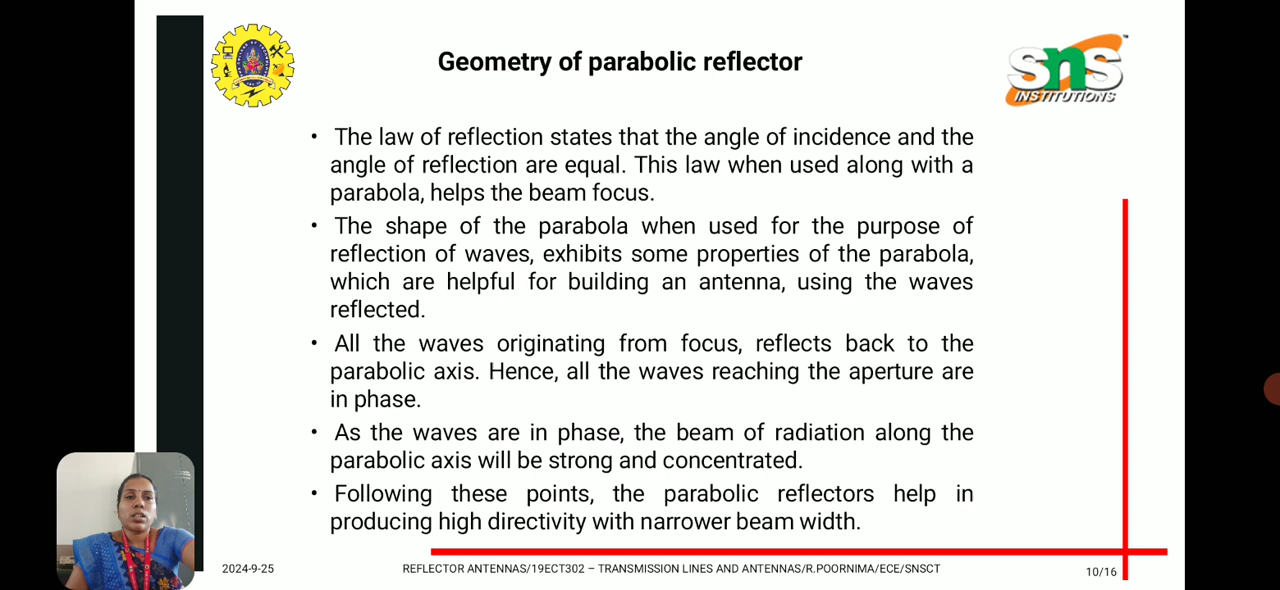 Geometry of parabolic reflector
SNS
INSTITUTIONS
• The law of reflection states that the angle of incidence and the
angle of reflection are equal. This law when used along with a
parabola, helps the beam focus.
• The shape of the parabola when used for the purpose of
reflection of waves, exhibits some properties of the parabola,
which are helpful for building an antenna, using the waves
reflected.
• All the waves originating from focus, reflects back to the
parabolic axis. Hence, all the waves reaching the aperture are
in phase.
• As the waves are in phase, the beam of radiation along the
parabolic axis will be strong and concentrated.
• Following these points, the parabolic reflectors help in
producing high directivity with narrower beam width.
2024-9-25
REFLECTOR ANTENNAS/19ECT302 – TRANSMISSION LINES AND ANTENNAS/R.POORNIMA/ECE/SNSCT
10/16